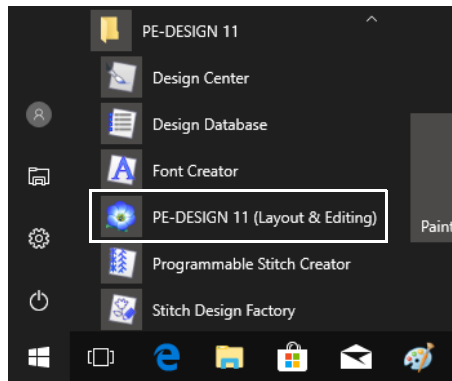 PE-DESIGN 11
Design Center
Design Database
Font Creator
PE-DESIGN 11 (Layout & Editing)
Paint
Programmable Stitch Creator
Stitch Design Factory